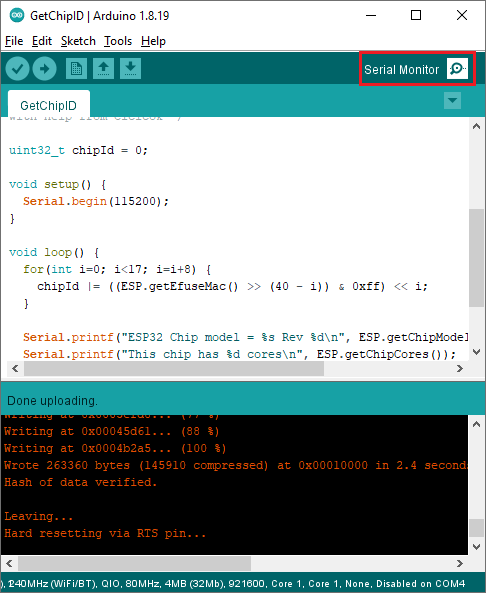 GetChipID | Arduino 1.8.19
File Edit Sketch Tools Help
Serial Monitor
GetChipID
uint32_t chipId = 0;
void setup() {
Serial.begin(115200);
}
void loop() {
for(int i=0; i<17; i=i+8) {
chipId |= ((ESP.getEfuseMac() >> (40 - i)) & 0xff) << i;
}
Serial.printf("ESP32 Chip model = %s Rev %d\n", ESP.getChipModel
Serial.printf("This chip has %d cores\n", ESP.getChipCores());
Done uploading.
Writing at (77 %)
Writing at 0x00045d61... (88 %)
Writing at 0x0004b2a5... (100 %)
Wrote 263360 bytes (145910 compressed) at 0x00010000 in 2.4 second
Hash of data verified.
Leaving...
Hard resetting via RTS pin...
), 240MHz (WiFi/BT), QIO, 80MHz, 4MB (32Mb), 921600, Core 1, Core 1, None, Disabled on COM4